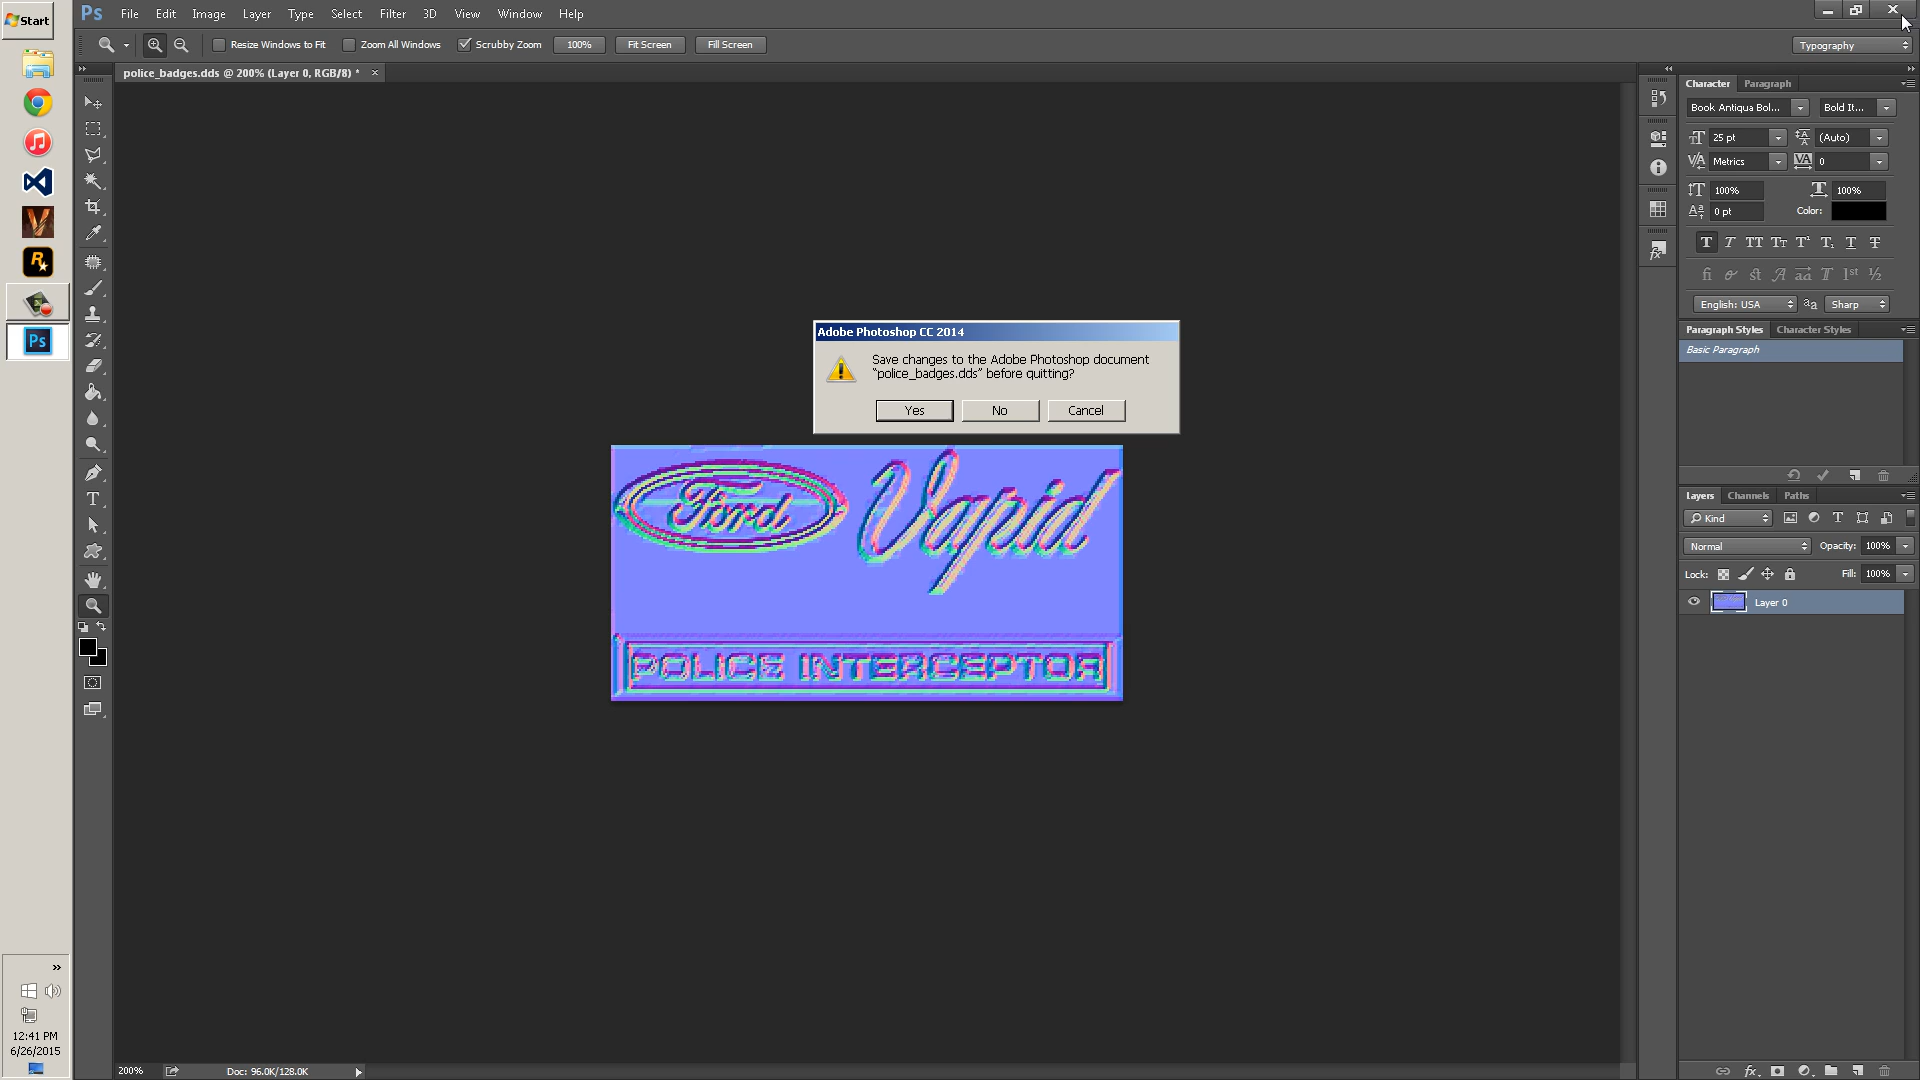 Start
Ps
File Edit Image Layer Type Select Filter 3D View Window Help
Resize Windows to Fit Zoom All Windows Scrubby Zoom 100% Fit Screen Fill Screen
Typography
police_badges.dds @ 200% (Layer 0, RGB/8) *
Character Paragraph
Book Antiqua Bol... Bold It...
25 pt (Auto)
Metrics 0
100% 100%
0 pt Color:
English: USA aa Sharp
Paragraph Styles Character Styles
Basic Paragraph
Adobe Photoshop CC 2014
Save changes to the Adobe Photoshop document
“police_badges.dds” before quitting?
Yes No Cancel
Ford Vapid
POLICE INTERCEPTOR
Layers Channels Paths
Kind
Normal Opacity: 100%
Lock: Fill: 100%
Layer 0
Ps
12:41 PM
6/26/2015
200% Doc: 96.0K/128.0K